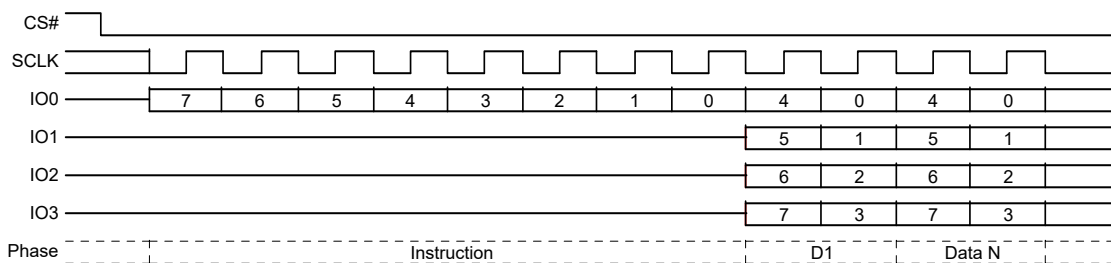 CS#
SCLK
IO0 7 6 5 4 3 2 1 0 4 0 4 0
IO1 5 1 5 1
IO2 6 2 6 2
IO3 7 3 7 3
Phase Instruction D1 Data N